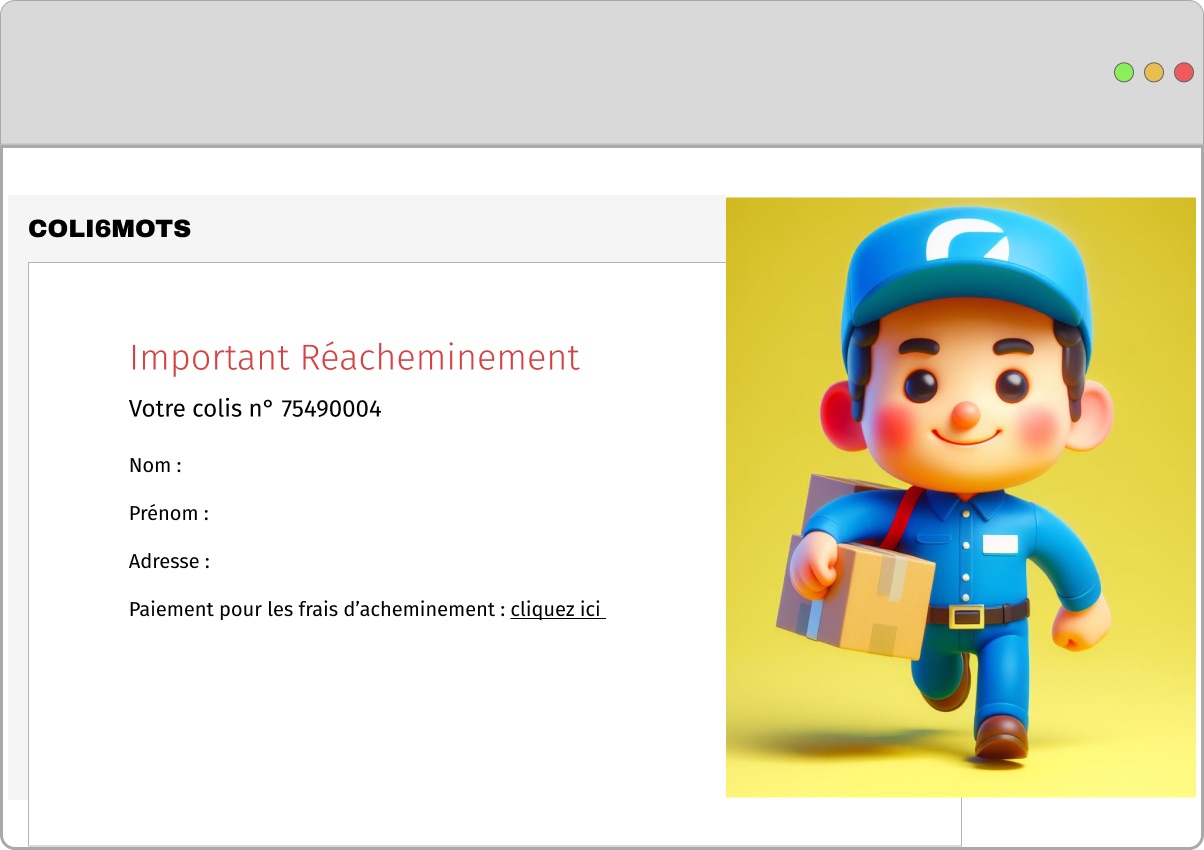 COLI6MOTS
Important Réacheminement
Votre colis n° 75490004
Nom :
Prénom :
Adresse :
Paiement pour les frais d’acheminement : cliquez ici